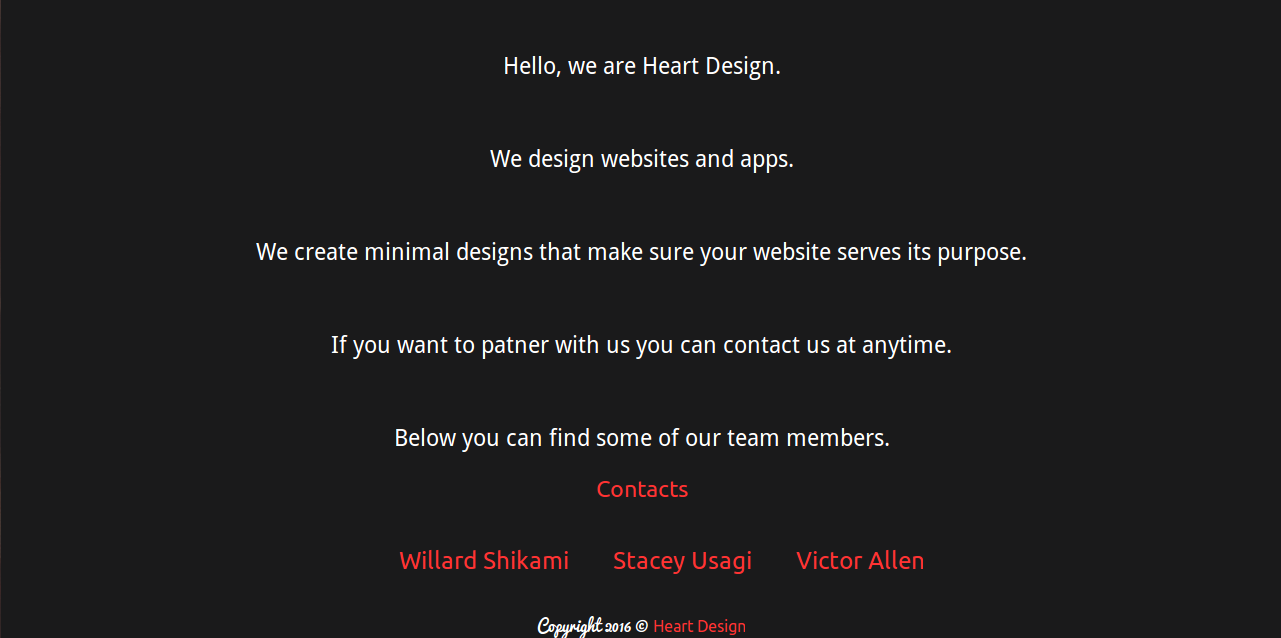 Hello, we are Heart Design.
We design websites and apps.
We create minimal designs that make sure your website serves its purpose.
If you want to patner with us you can contact us at anytime.
Below you can find some of our team members.
Contacts
Willard Shikami Stacey Usagi Victor Allen
Copyright 2016 © Heart Design